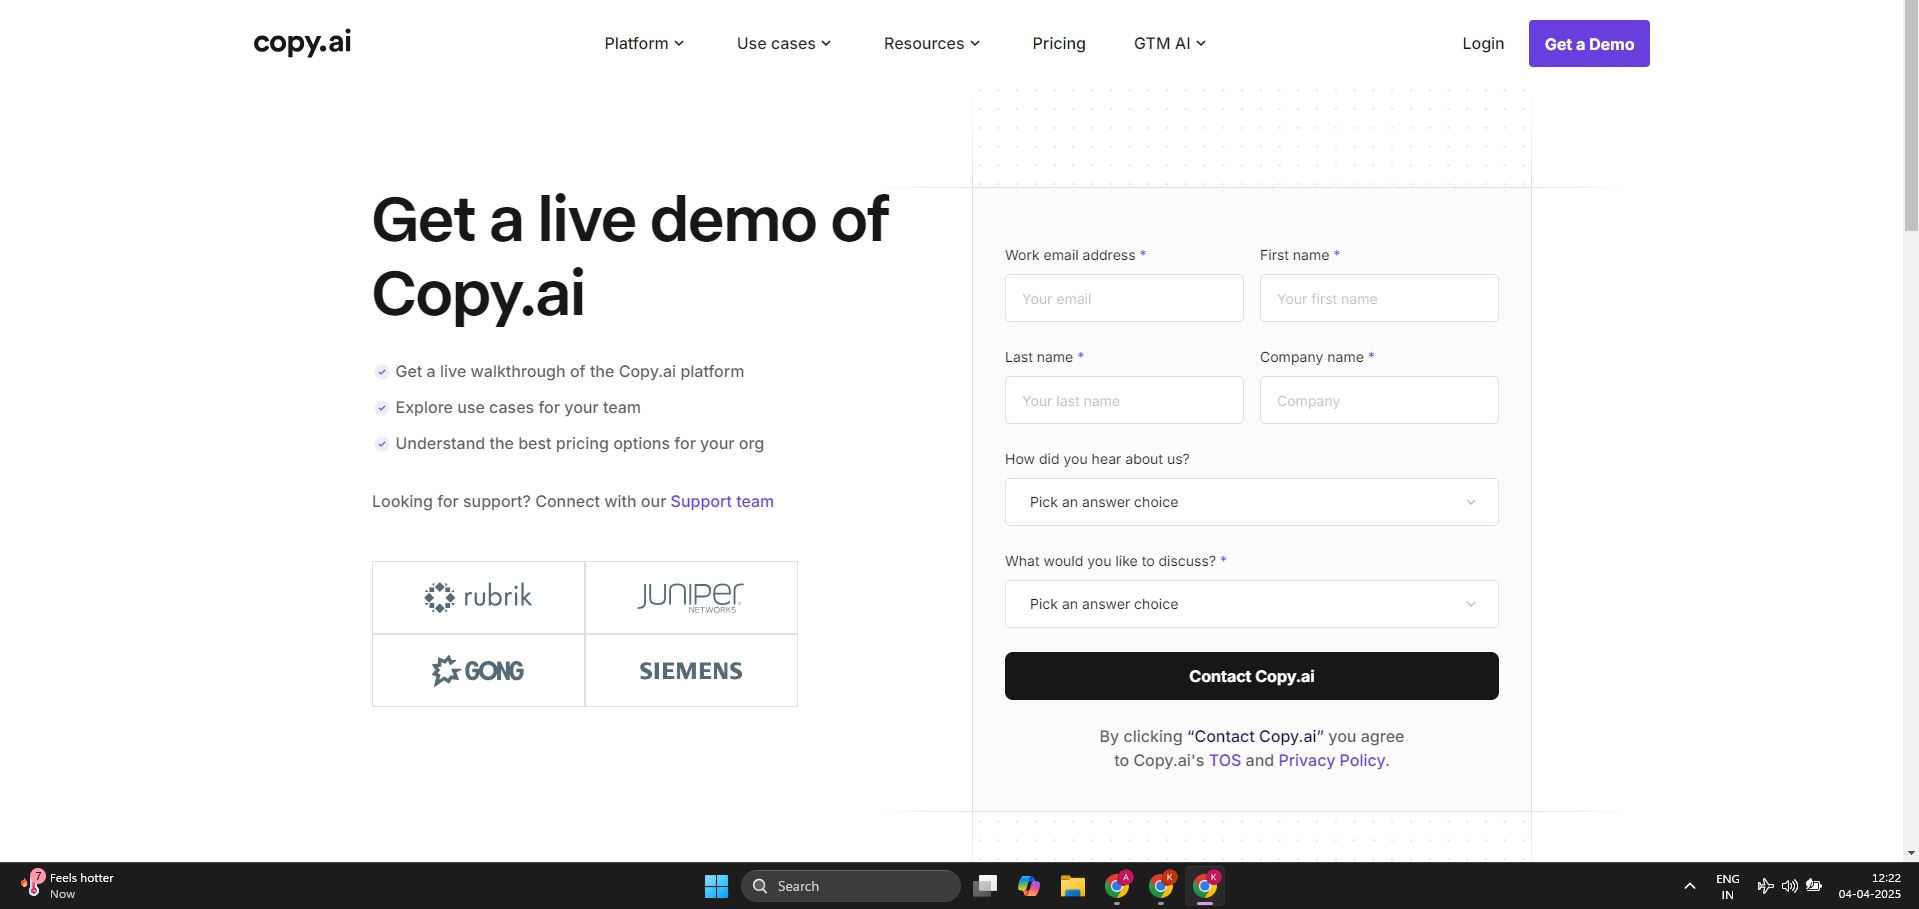 copy.ai
Platform
Use cases
Resources
Pricing
GTM AI
Login
Get a Demo
Get a live demo of
Copy.ai
Get a live walkthrough of the Copy.ai platform
Explore use cases for your team
Understand the best pricing options for your org
Looking for support? Connect with our Support team
rubrik
JUNIPER
NETWORKS
GONG
SIEMENS
Work email address *
First name *
Your email
Your first name
Last name *
Company name *
Your last name
Company
How did you hear about us?
Pick an answer choice
What would you like to discuss? *
Pick an answer choice
Contact Copy.ai
By clicking “Contact Copy.ai” you agree
to Copy.ai's TOS and Privacy Policy.
7
Feels hotter
Now
Search
A
K
K
ENG
IN
12:22
04-04-2025